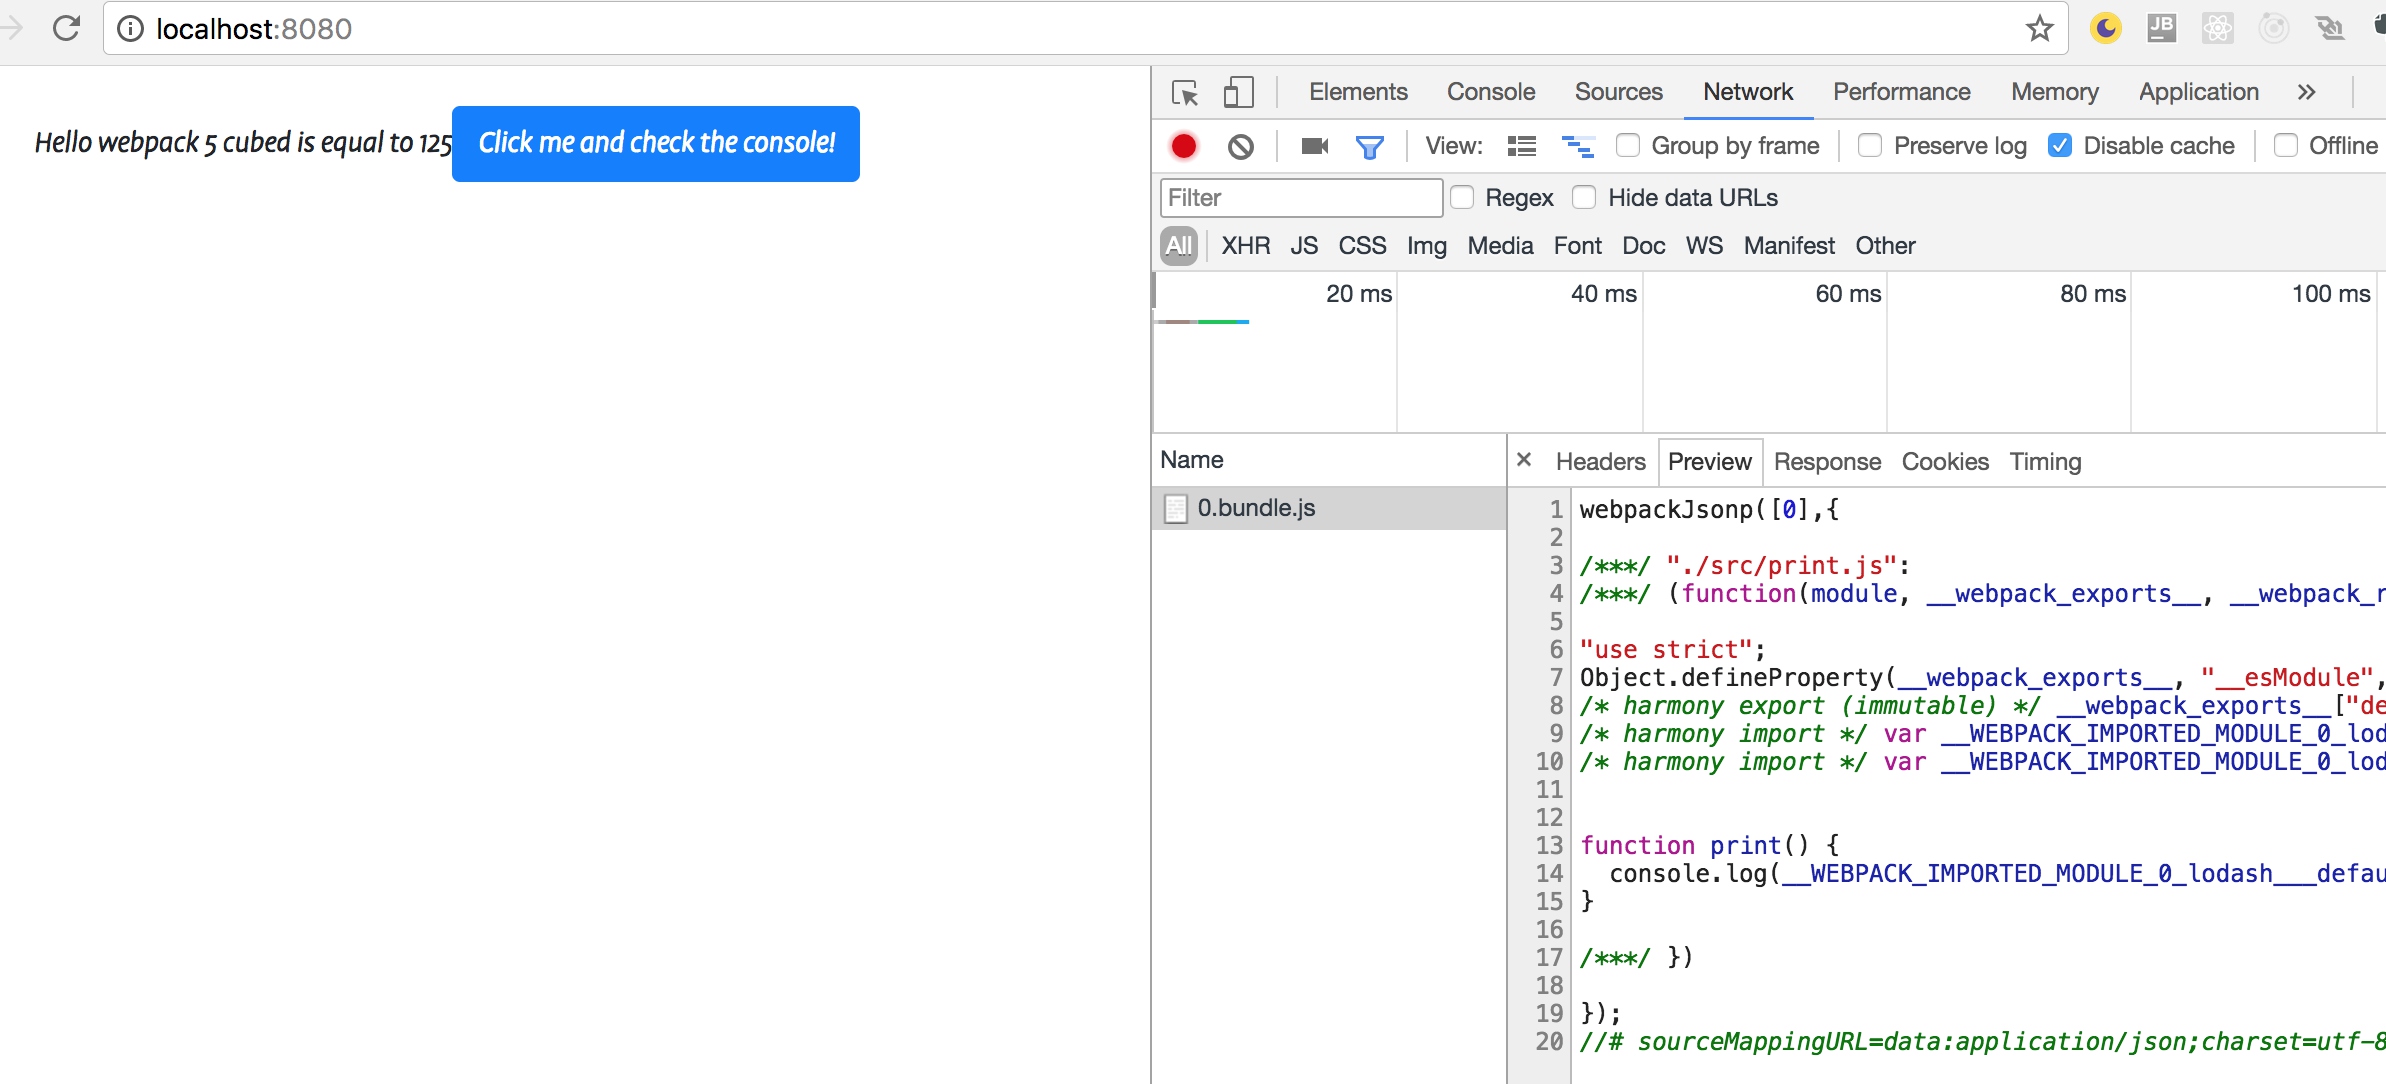 localhost:8080
JB
Hello webpack 5 cubed is equal to 125 Click me and check the console!
Elements Console Sources Network Performance Memory Application »
View: Group by frame Preserve log Disable cache Offline
Filter Regex Hide data URLs
All XHR JS CSS Img Media Font Doc WS Manifest Other
20 ms 40 ms 60 ms 80 ms 100 ms
Name × Headers Preview Response Cookies Timing
0.bundle.js
1 webpackJsonp([0],{
2
3 /***/ "./src/print.js":
4 /***/ (function(module, __webpack_exports__, __webpack_r
5
6 "use strict";
7 Object.defineProperty(__webpack_exports__, "__esModule",
8 /* harmony export (immutable) */ __webpack_exports__["de
9 /* harmony import */ var __WEBPACK_IMPORTED_MODULE_0_lod
10 /* harmony import */ var __WEBPACK_IMPORTED_MODULE_0_lod
11
12
13 function print() {
14 console.log(__WEBPACK_IMPORTED_MODULE_0_lodash___defau
15 }
16
17 /***/ })
18
19 });
20 //# sourceMappingURL=data:application/json;charset=utf-8